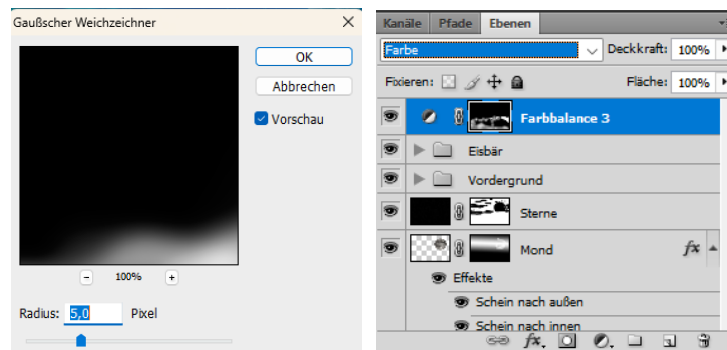 Gaußscher Weichzeichner
OK
Abbrechen
Vorschau
100%
Radius: 5,0 Pixel
Kanäle Pfade Ebenen
Farbe Deckkraft: 100%
Fixieren: Fläche: 100%
Farbbalance 3
Eisbär
Vordergrund
Sterne
Mond fx
Effekte
Schein nach außen
Schein nach innen
fx.